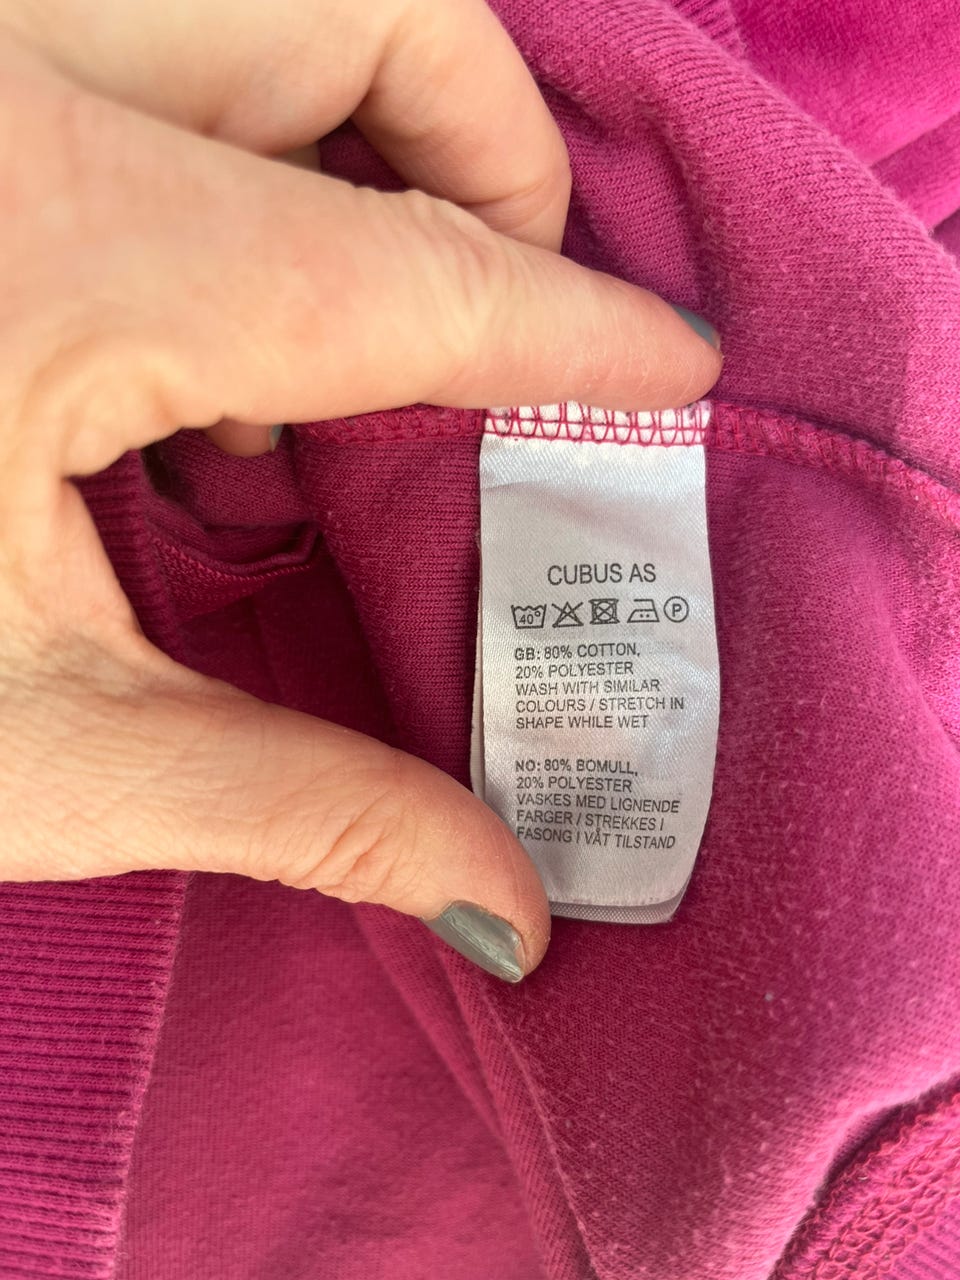 CUBUS AS
40° P
GB: 80% COTTON,
20% POLYESTER
WASH WITH SIMILAR
COLOURS / STRETCH IN
SHAPE WHILE WET
NO: 80% BOMULL,
20% POLYESTER
VASKES MED LIGNENDE
FARGER / STREKKES I
FASONG I VÅT TILSTAND